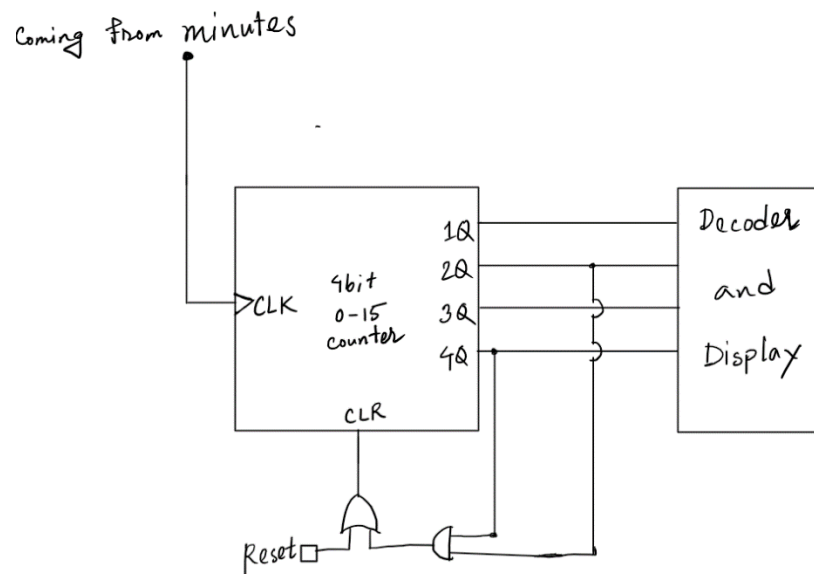 Coming from minutes
1Q
2Q
3Q
4Q
CLK
4bit
0-15
counter
CLR
Decoder
and
Display
Reset